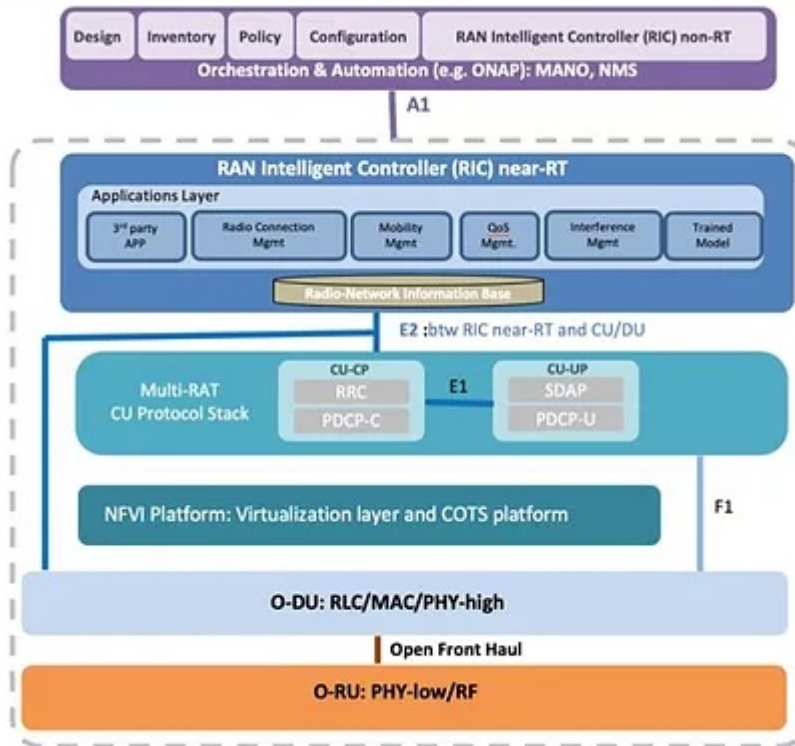 Design
Inventory
Policy
Configuration
RAN Intelligent Controller (RIC) non-RT
Orchestration & Automation (e.g. ONAP): MANO, NMS
A1
RAN Intelligent Controller (RIC) near-RT
Applications Layer
3rd party
APP
Radio Connection
Mgmt
Mobility
Mgmt
QoS
Mgmt.
Interference
Mgmt
Trained
Model
Radio-Network Information Base
E2 :btw RIC near-RT and CU/DU
Multi-RAT
CU Protocol Stack
CU-CP
RRC
PDCP-C
E1
CU-UP
SDAP
PDCP-U
NFVI Platform: Virtualization layer and COTS platform
F1
O-DU: RLC/MAC/PHY-high
Open Front Haul
O-RU: PHY-low/RF